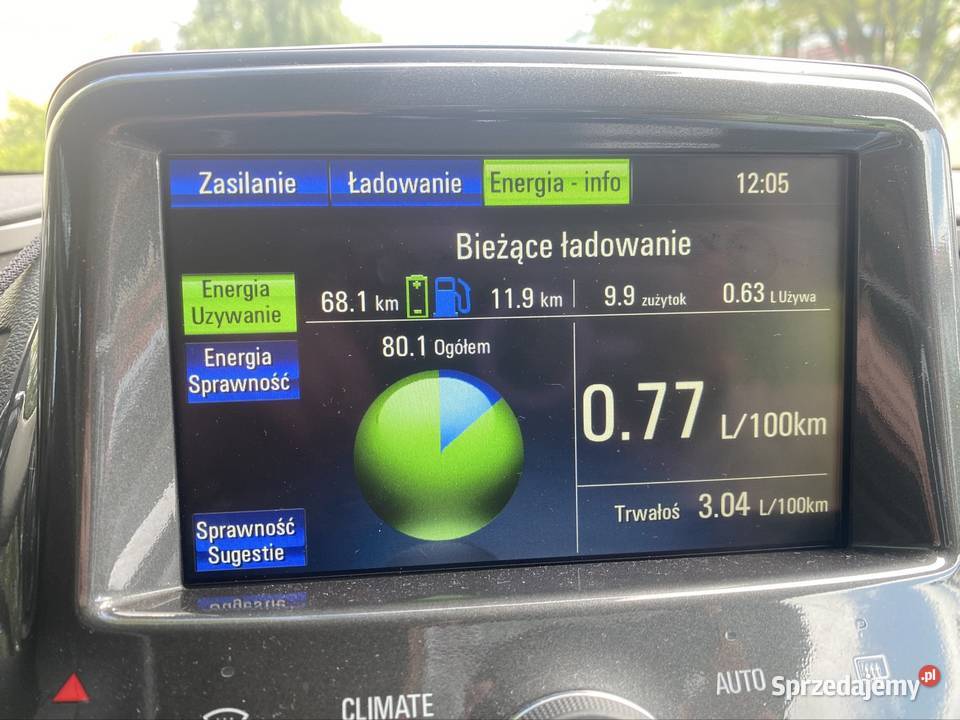 Zasilanie Ładowanie Energia - info 12:05
Bieżące ładowanie
Energia
Uzywanie
68.1 km 11.9 km 9.9 zużytok 0.63 L Używa
80.1 Ogółem
Energia
Sprawność
0.77 L/100km
Trwałoś 3.04 L/100km
Sprawność
Sugestie
CLIMATE
AUTO
P
Sprzedajemy.pl